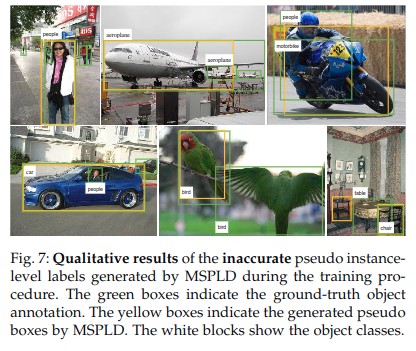 people
aeroplane
aeroplane
people
motorbike
car
people
bird
bird
table
chair
Fig. 7: Qualitative results of the inaccurate pseudo instance-
level labels generated by MSPLD during the training pro-
cedure. The green boxes indicate the ground-truth object
annotation. The yellow boxes indicate the generated pseudo
boxes by MSPLD. The white blocks show the object classes.